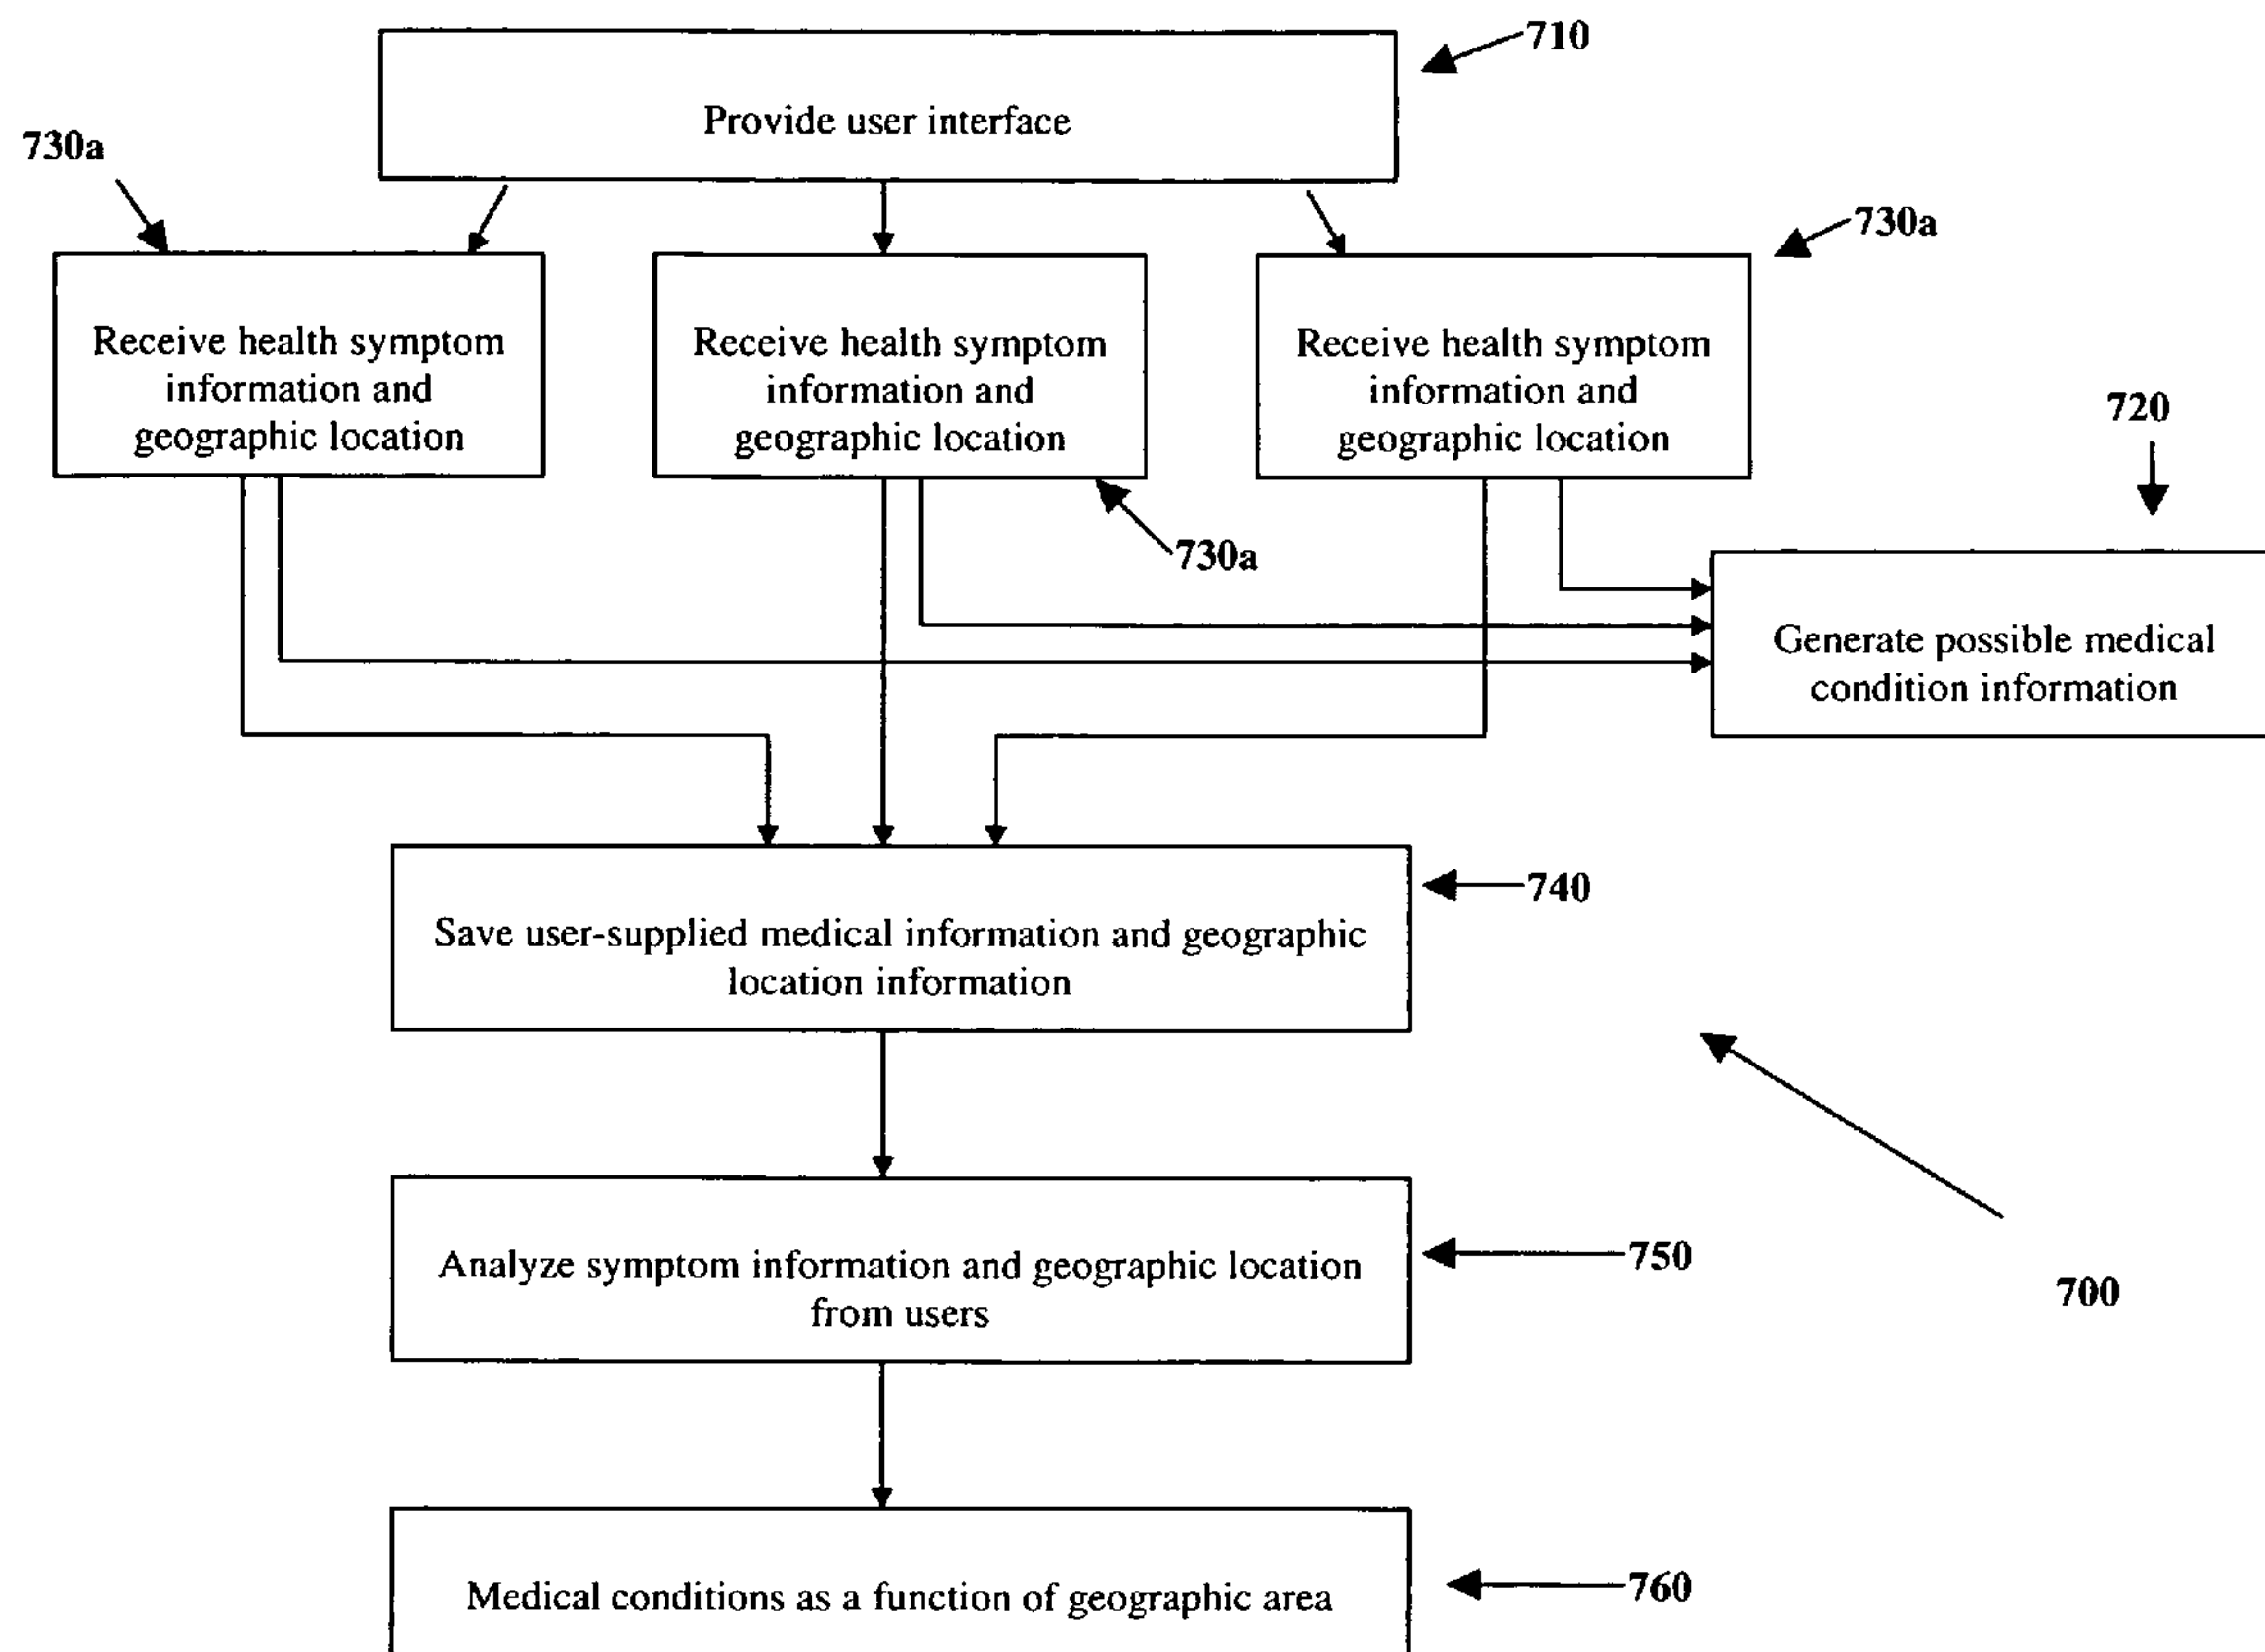 710
Provide user interface
730a
730a
Receive health symptom
information and
geographic location
Receive health symptom
information and
geographic location
Receive health symptom
information and
geographic location
720
730a
Generate possible medical
condition information
740
Save user-supplied medical information and geographic
location information
750
Analyze symptom information and geographic location
from users
700
760
Medical conditions as a function of geographic area